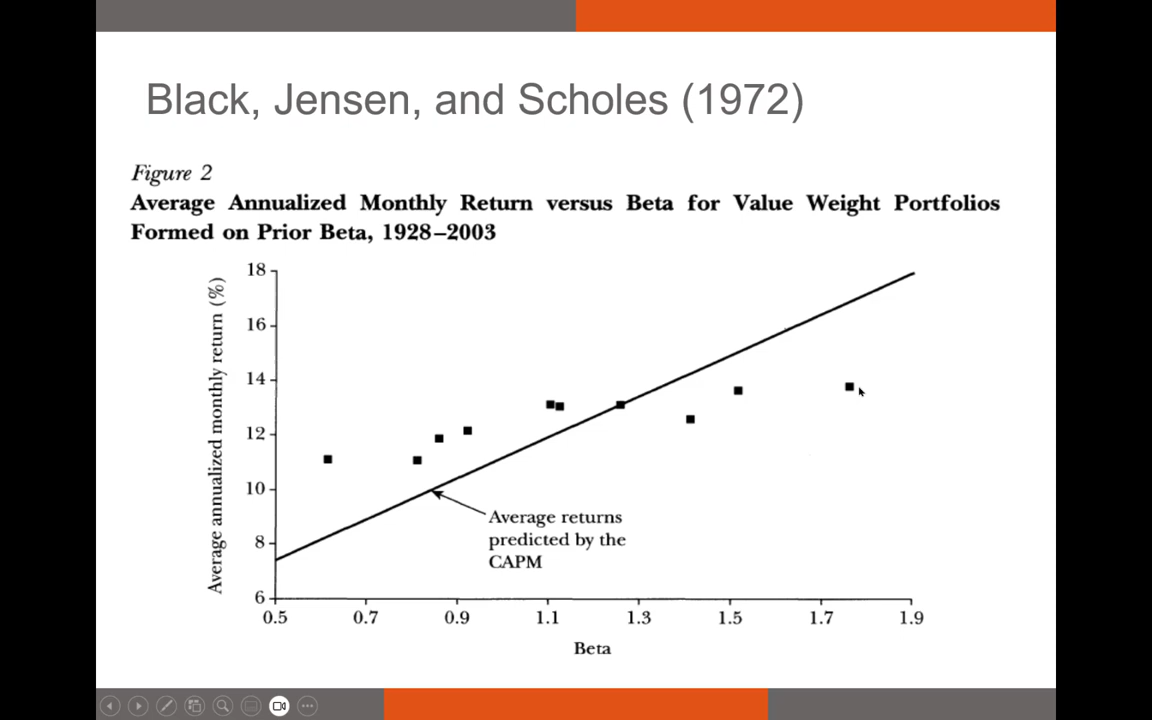 Black, Jensen, and Scholes (1972)
Figure 2
Average Annualized Monthly Return versus Beta for Value Weight Portfolios
Formed on Prior Beta, 1928–2003
Average annualized monthly return (%)
18
16
14
12
10
8
6
Average returns
predicted by the
CAPM
0.5 0.7 0.9 1.1 1.3 1.5 1.7 1.9
Beta